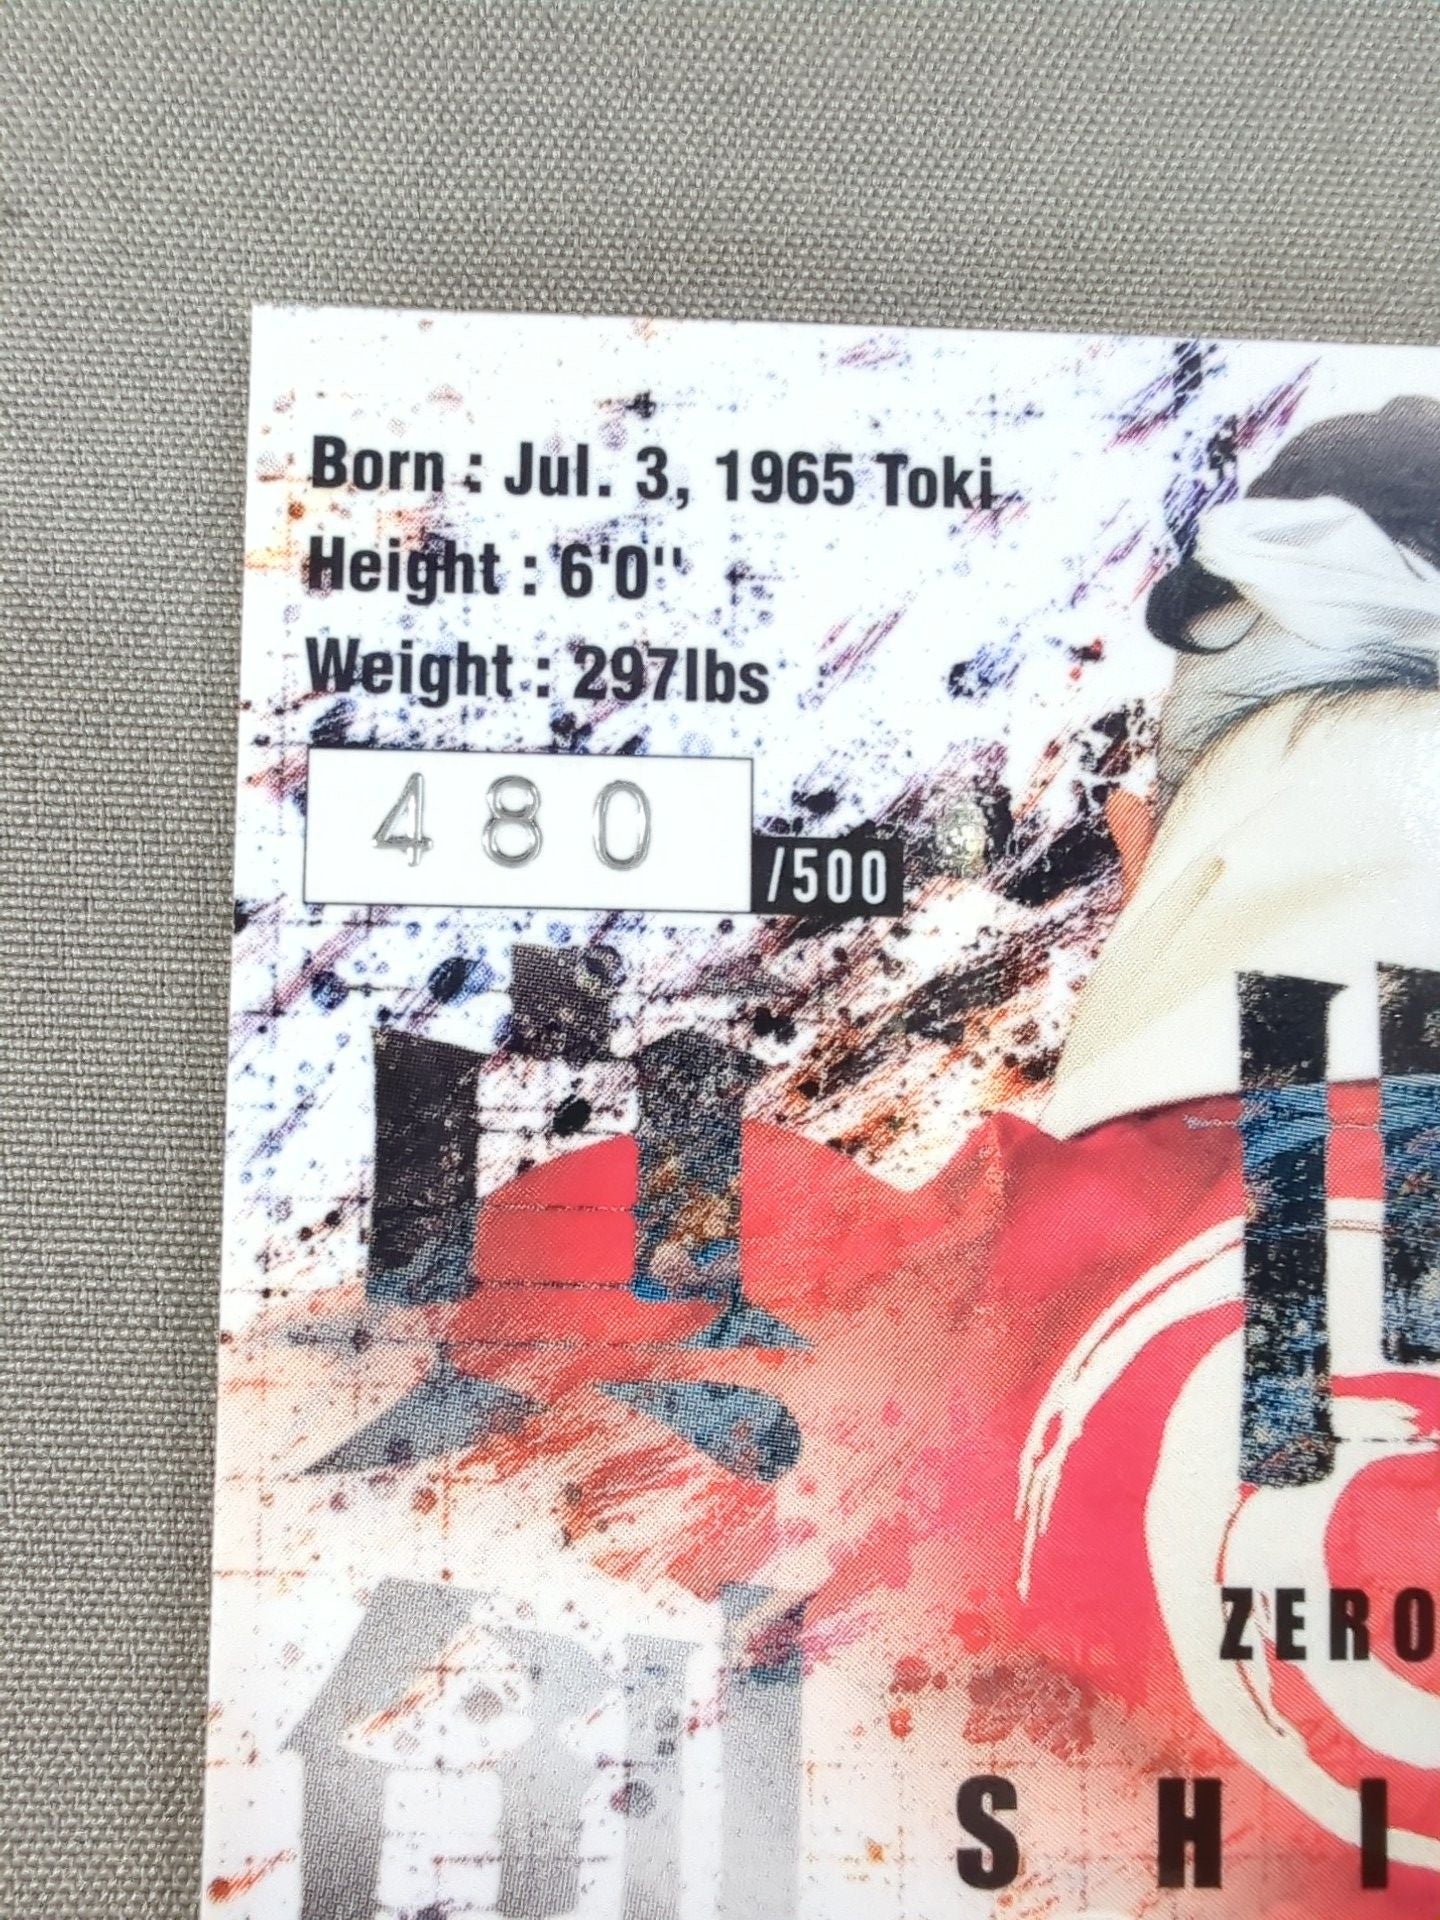 Born : Jul. 3, 1965 Toki
Height : 6'0''
Weight : 297lbs
480
/500
ZERO
SHI